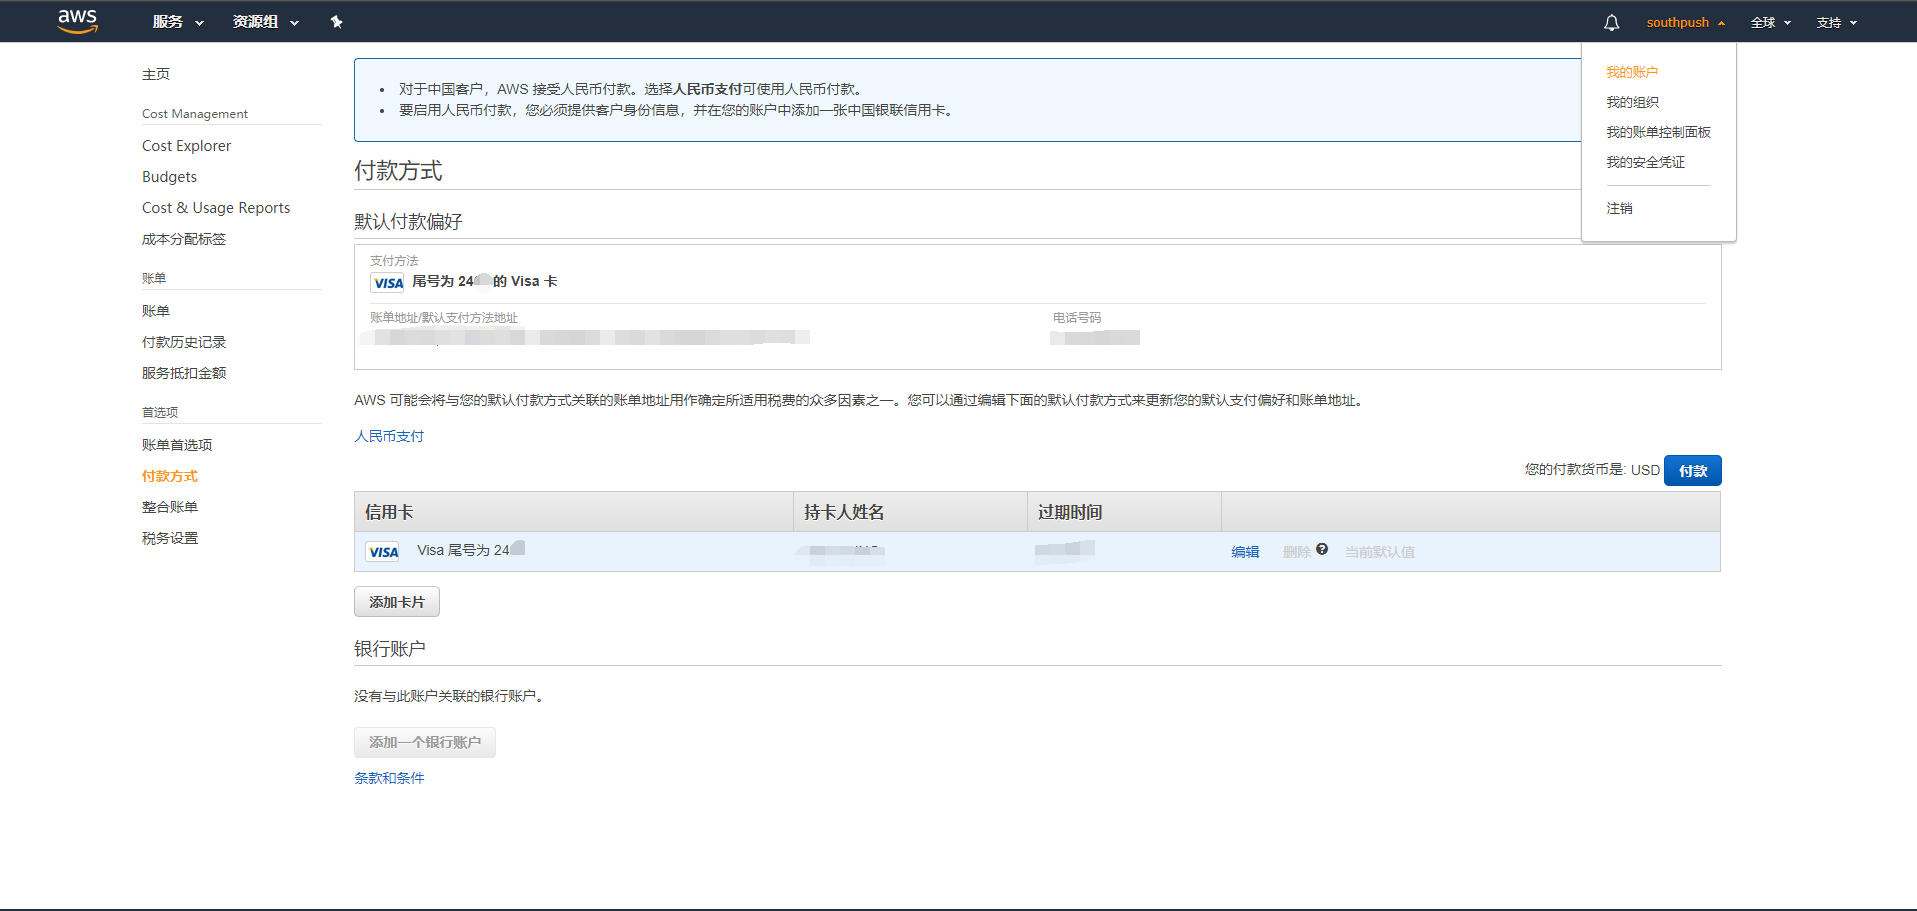 aws
服务
资源组
southpush
全球
支持
我的账户
我的组织
我的账单控制面板
我的安全凭证
注销
主页
Cost Management
Cost Explorer
Budgets
Cost & Usage Reports
成本分配标签
账单
账单
付款历史记录
服务抵扣金额
首选项
账单首选项
付款方式
整合账单
税务设置
对于中国客户，AWS 接受人民币付款。选择人民币支付可使用人民币付款。
要启用人民币付款，您必须提供客户身份信息，并在您的账户中添加一张中国银联信用卡。
付款方式
默认付款偏好
支付方法
VISA 尾号为 24 的 Visa 卡
账单地址/默认支付方法地址
电话号码
AWS 可能会将与您的默认付款方式关联的账单地址用作确定所适用税费的众多因素之一。您可以通过编辑下面的默认付款方式来更新您的默认支付偏好和账单地址。
人民币支付
您的付款货币是: USD 付款
信用卡 持卡人姓名 过期时间
VISA Visa 尾号为 24 编辑 删除 ? 当前默认值
添加卡片
银行账户
没有与此账户关联的银行账户。
添加一个银行账户
条款和条件